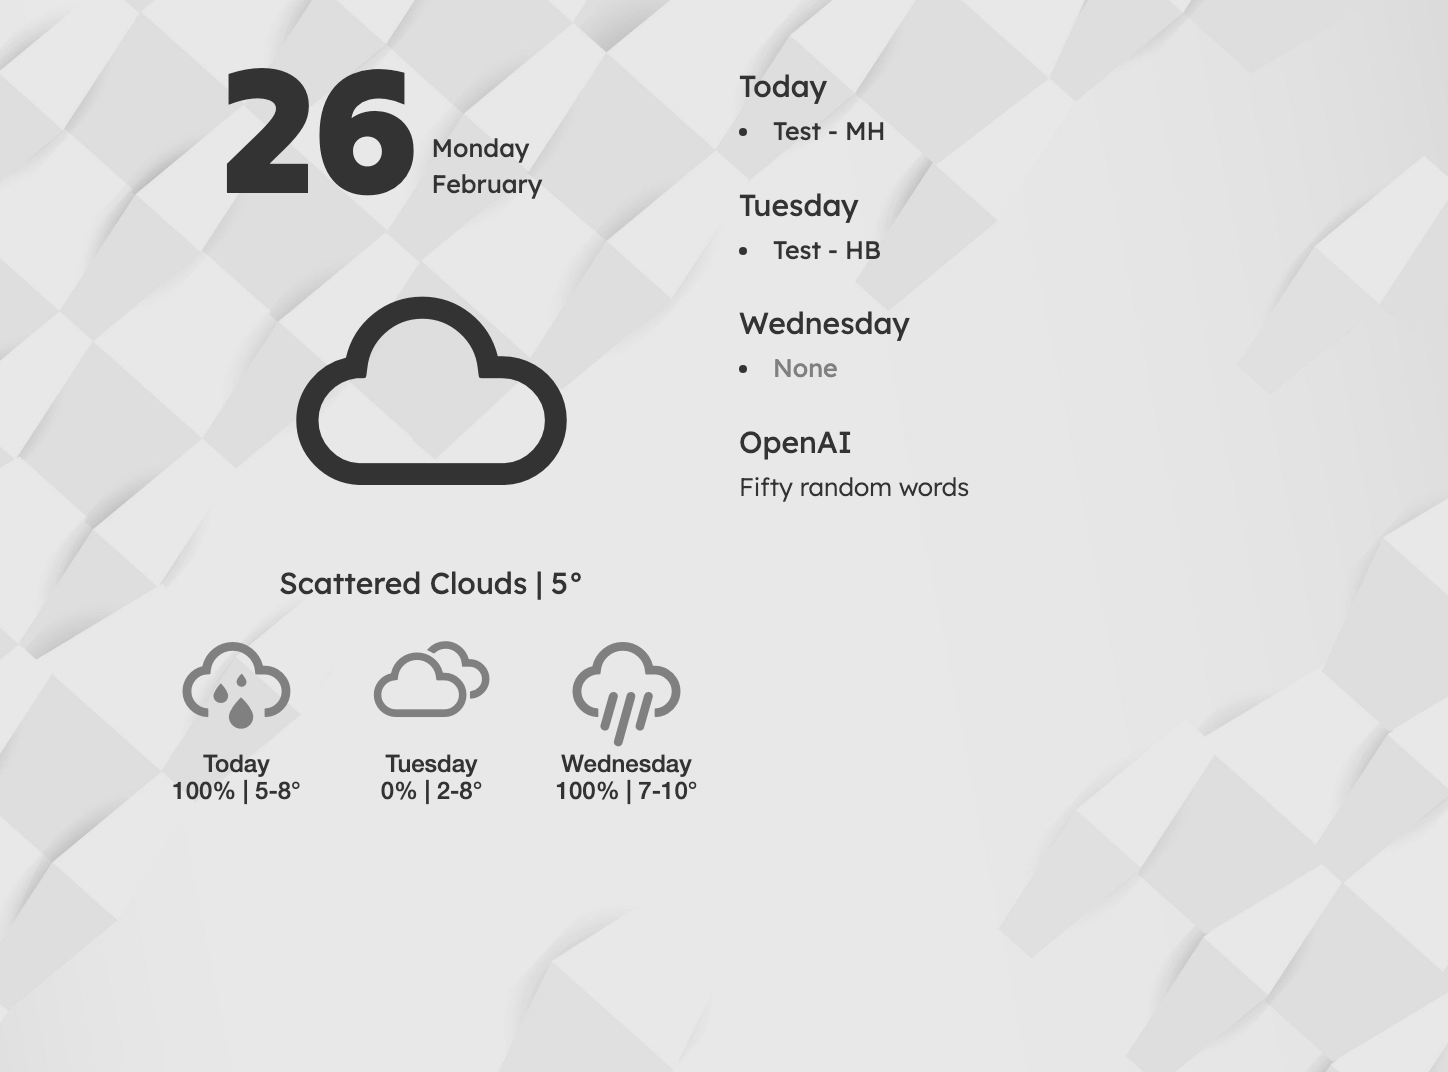 26
Monday
February
Scattered Clouds | 5°
Today
100% | 5-8°
Tuesday
0% | 2-8°
Wednesday
100% | 7-10°
Today
• Test - MH
Tuesday
• Test - HB
Wednesday
• None
OpenAI
Fifty random words